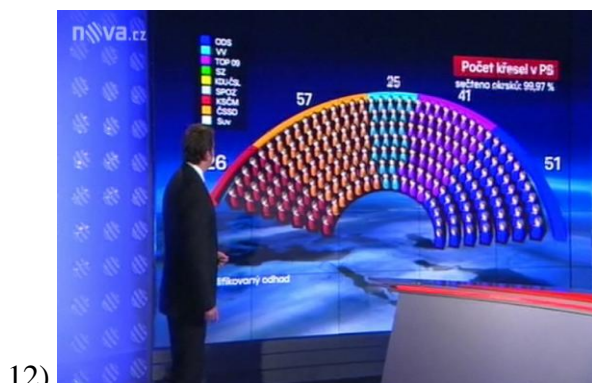 nova.cz
ODS
VV
TOP 09
SZ
KDU-ČSL
SPOZ
KSČM
ČSSD
Suv
Počet křesel v PS
sečteno okrsků: 99,97 %
25
57
41
26
51
odhad
12)